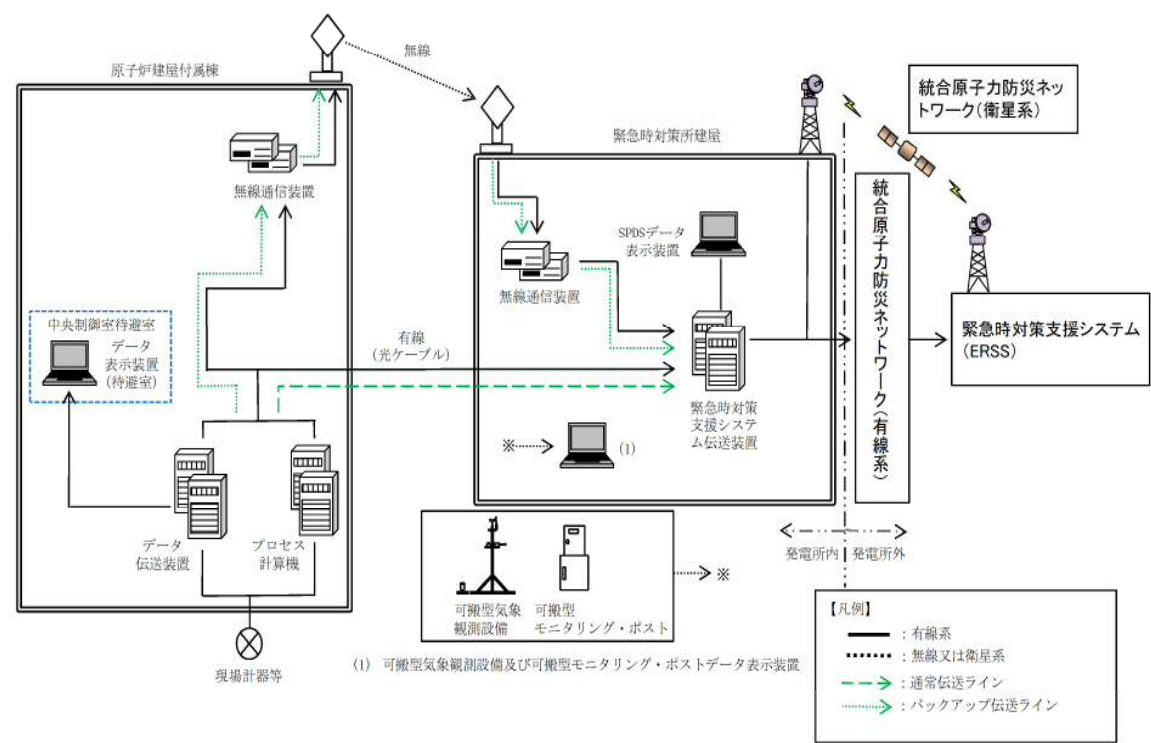 無線
原子炉建屋付属棟
統合原子力防災ネッ
トワーク(衛星系)
緊急時対策所建屋
無線通信装置
統合原子力防災ネットワーク(有線系)
SPDSデータ
表示装置
無線通信装置
中央制御室待避室
データ
表示装置
(待避室)
有線
(光ケーブル)
緊急時対策支援システム
(ERSS)
緊急時対策
支援システ
ム伝送装置
※
(1)
データ
伝送装置
プロセス
計算機
発電所内
発電所外
※
可搬型気象
観測設備
可搬型
モニタリング・ポスト
現場計器等
(1) 可搬型気象観測設備及び可搬型モニタリング・ポストデータ表示装置
【凡例】
:有線系
:無線又は衛星系
:通常伝送ライン
:バックアップ伝送ライン